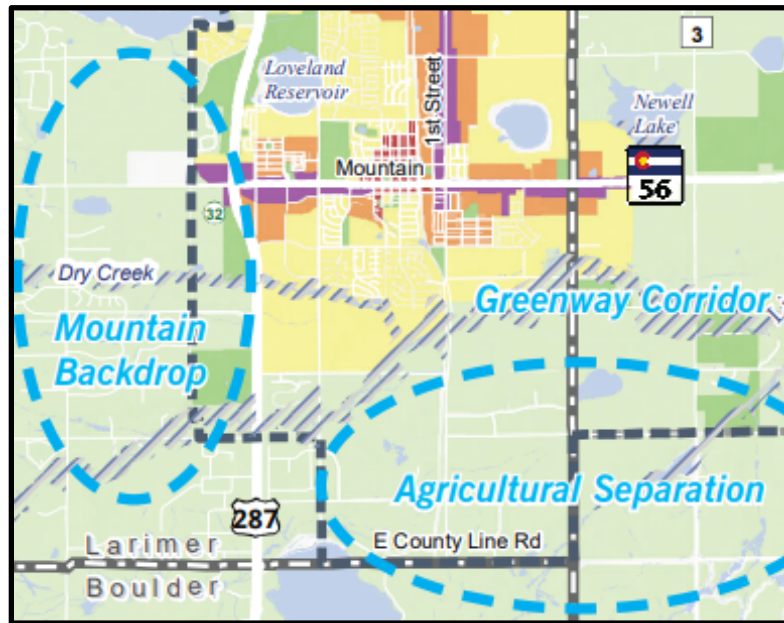 3
Loveland
Reservoir
1st Street
Newell
Lake
Mountain
56
32
Dry Creek
Greenway Corridor
Mountain
Backdrop
Agricultural Separation
287
E County Line Rd
Larimer
Boulder